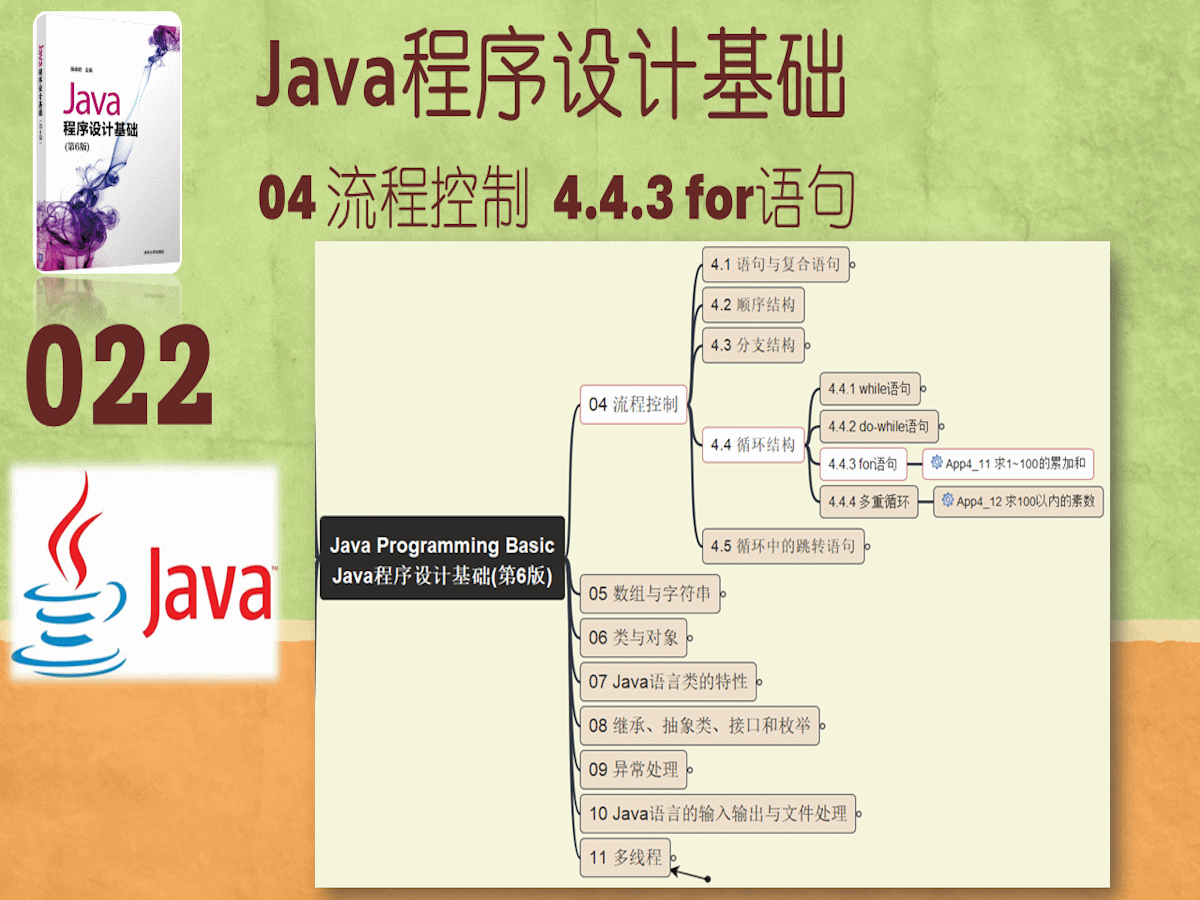 Java程序设计基础
04 流程控制 4.4.3 for语句
Java
程序设计基础
(第6版)
022
Java
TM
Java Programming Basic
Java程序设计基础(第6版)
04 流程控制
4.1 语句与复合语句
4.2 顺序结构
4.3 分支结构
4.4 循环结构
4.4.1 while语句
4.4.2 do-while语句
4.4.3 for语句
App4_11 求1~100的累加和
4.4.4 多重循环
App4_12 求100以内的素数
4.5 循环中的跳转语句
05 数组与字符串
06 类与对象
07 Java语言类的特性
08 继承、抽象类、接口和枚举
09 异常处理
10 Java语言的输入输出与文件处理
11 多线程